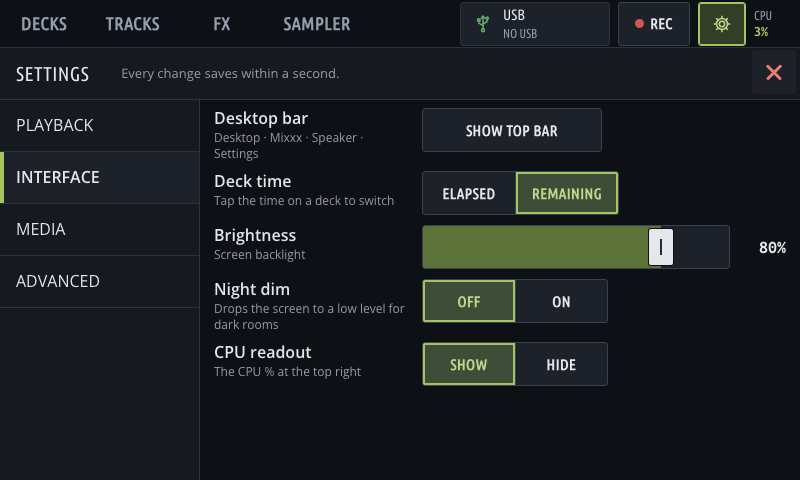 DECKS TRACKS FX SAMPLER USB REC CPU
NO USB 3%
SETTINGS Every change saves within a second.
PLAYBACK
INTERFACE
MEDIA
ADVANCED
Desktop bar
Desktop · Mixxx · Speaker ·
Settings
SHOW TOP BAR
Deck time
Tap the time on a deck to switch
ELAPSED REMAINING
Brightness
Screen backlight
80%
Night dim
Drops the screen to a low level for
dark rooms
OFF ON
CPU readout
The CPU % at the top right
SHOW HIDE